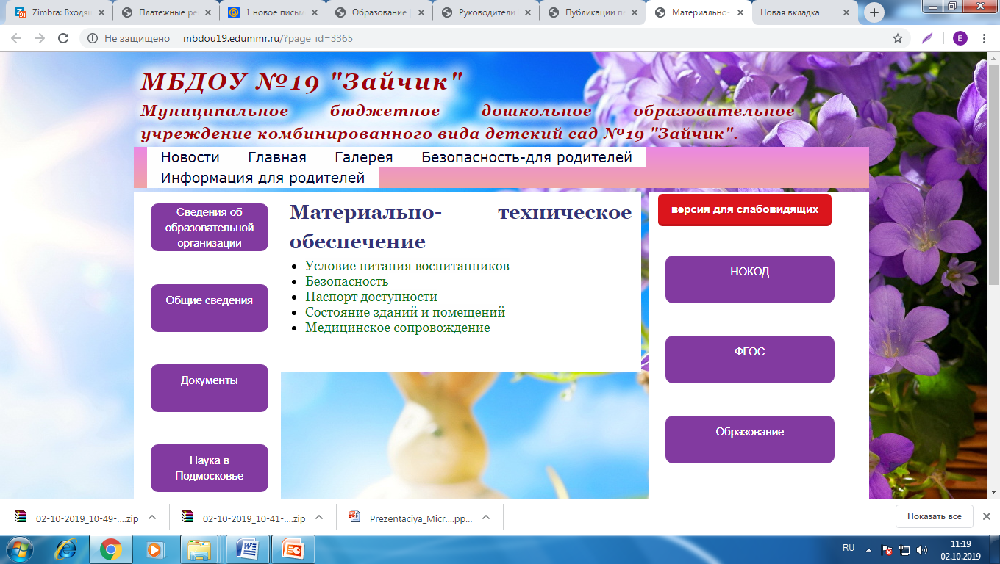 Zimbra: Входящ
Платежные ре
1 новое письм
Образование
Руководители
Публикации п
Материально-
Новая вкладка
Не защищено
mbdou19.edummr.ru/?page_id=3365
E
МБДОУ №19 "Зайчик"
Муниципальное бюджетное дошкольное образовательное
учреждение комбинированного вида детский сад №19 "Зайчик".
Новости Главная Галерея Безопасность-для родителей
Информация для родителей
Сведения об
образовательной
организации
Общие сведения
Документы
Наука в
Подмосковье
Материально- техническое
обеспечение
Условие питания воспитанников
Безопасность
Паспорт доступности
Состояние зданий и помещений
Медицинское сопровождение
версия для слабовидящих
НОКОД
ФГОС
Образование
02-10-2019_10-49-....zip
02-10-2019_10-41-....zip
Prezentaciya_Micr....pp...
Показать все
RU
11:19
02.10.2019